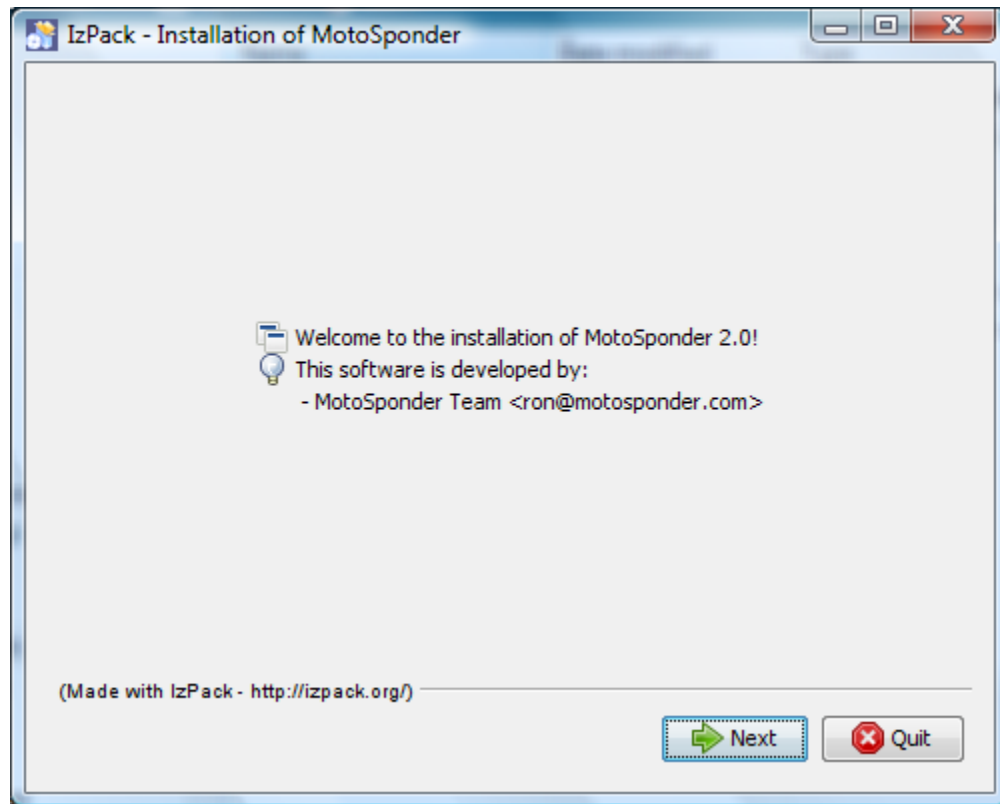 IzPack - Installation of MotoSponder
Welcome to the installation of MotoSponder 2.0!
This software is developed by:
- MotoSponder Team <ron@motosponder.com>
(Made with IzPack - http://izpack.org/)
Next
Quit